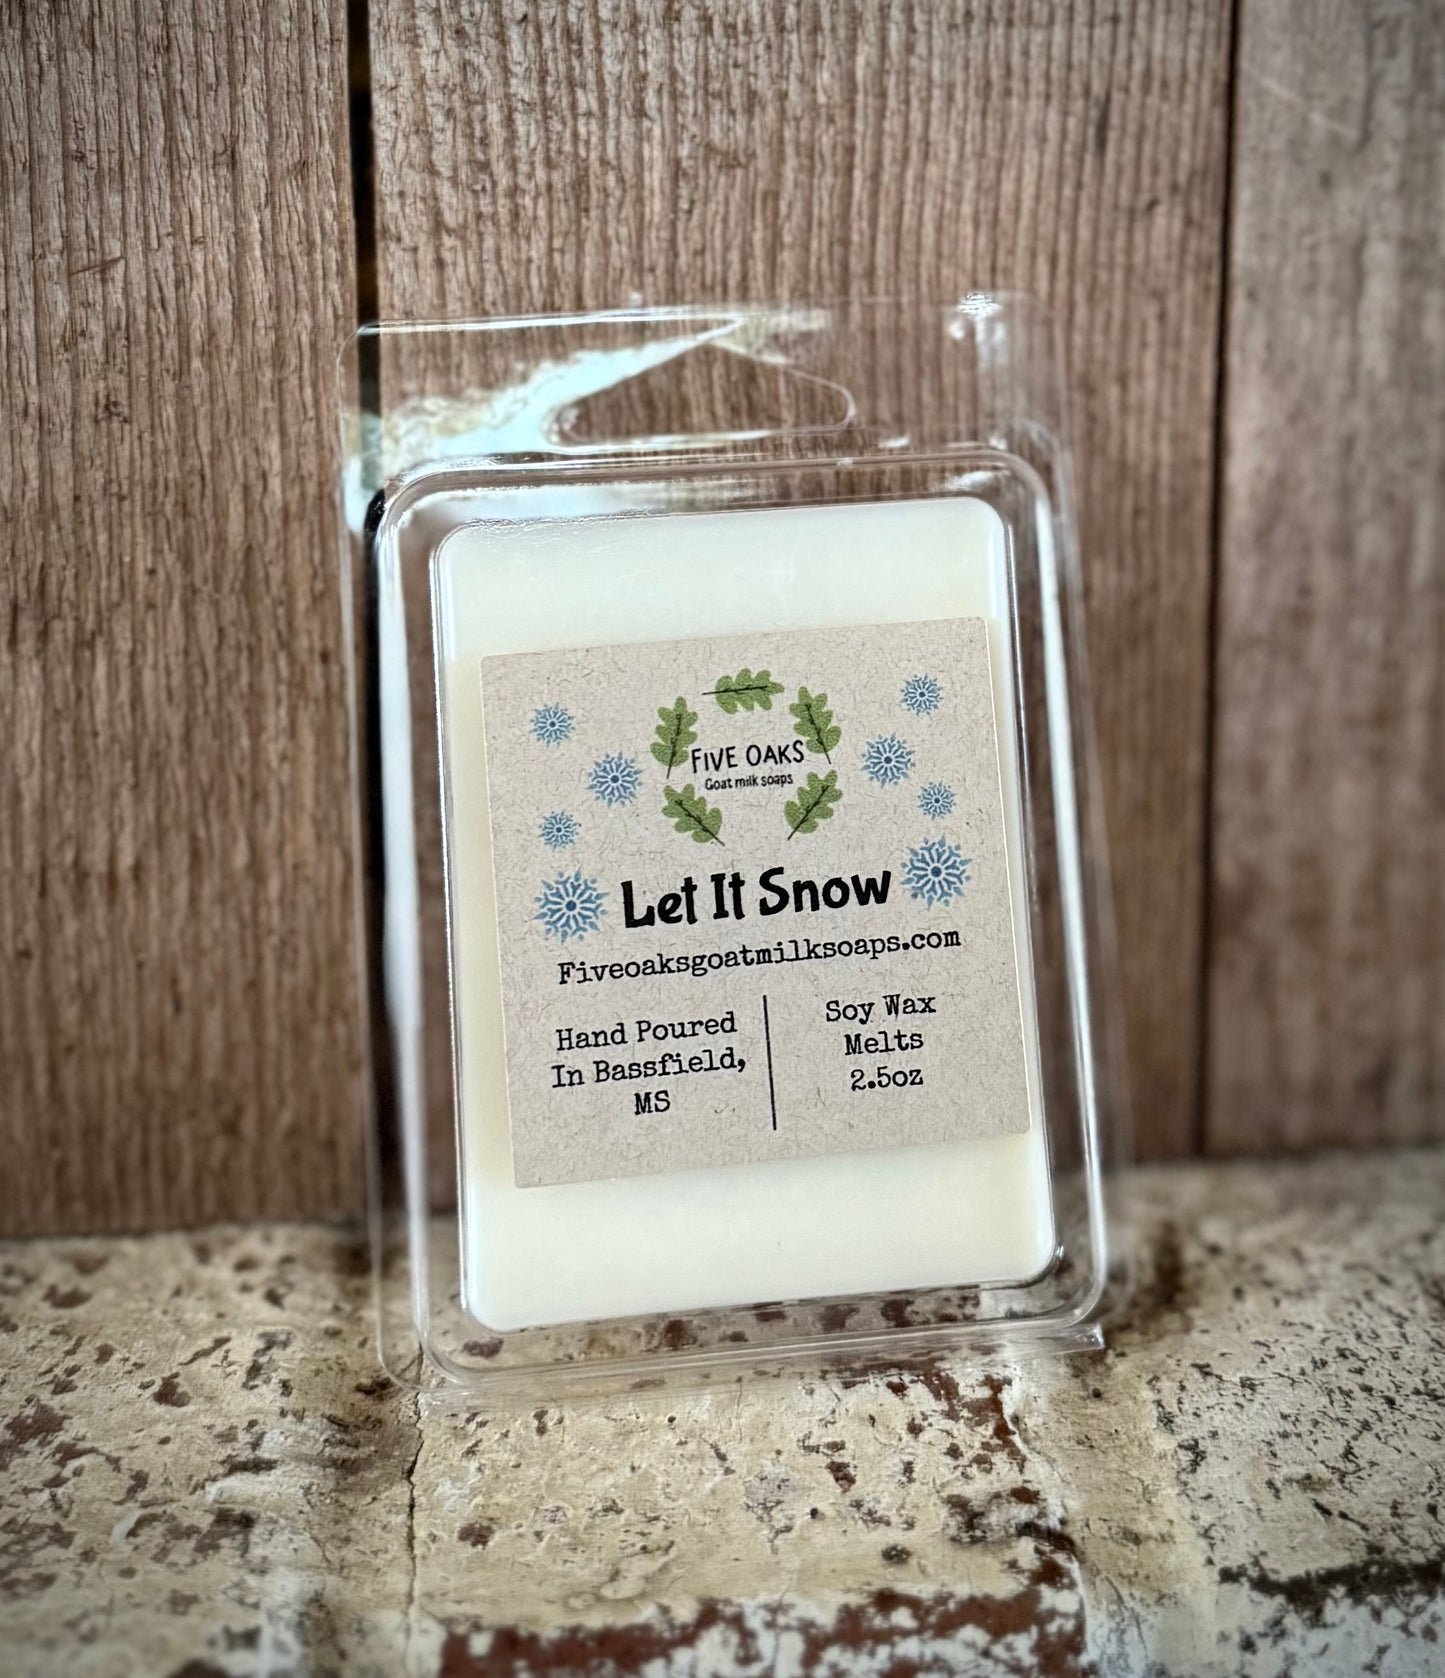 FIVE OAKS
Goat milk soaps
Let It Snow
Fiveoaksgoatmilksoaps.com
Hand Poured
In Bassfield,
MS
Soy Wax
Melts
2.5oz